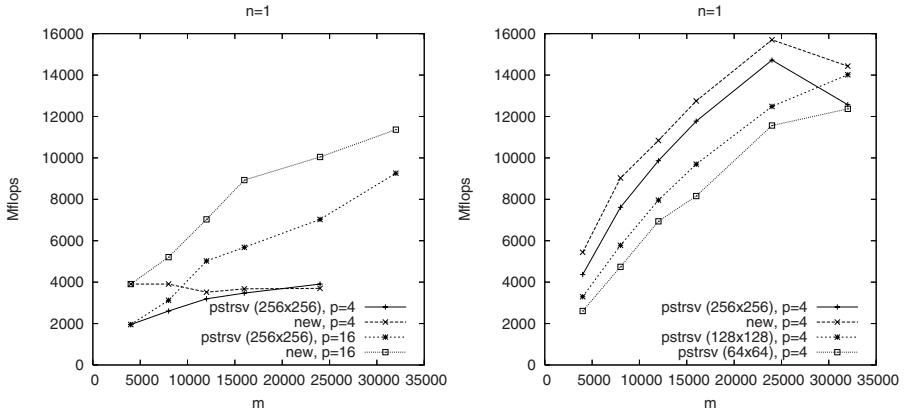 n=1
16000
14000
12000
10000
8000
6000
4000
2000
0
Mflops
pstrsv (256x256), p=4
new, p=4
pstrsv (256x256), p=16
new, p=16
0 5000 10000 15000 20000 25000 30000 35000
m
n=1
16000
14000
12000
10000
8000
6000
4000
2000
0
Mflops
pstrsv (256x256), p=4
new, p=4
pstrsv (128x128), p=4
pstrsv (64x64), p=4
0 5000 10000 15000 20000 25000 30000 35000
m